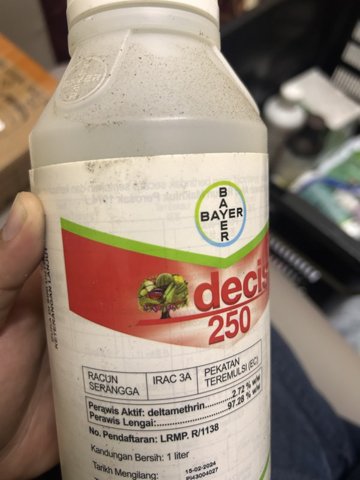 BAYER
BAYER
decis
250
RACUN SERANGGA
IRAC 3A
PEKATAN TEREMULSI (EC)
Perawis Aktif: deltamethrin............2.72 % w/w
Perawis Lengai:............97.28 % w/w
No. Pendaftaran: LRMP. R/1138
Kandungan Bersih: 1 liter
Tarikh Mengilang:
15-02-2024